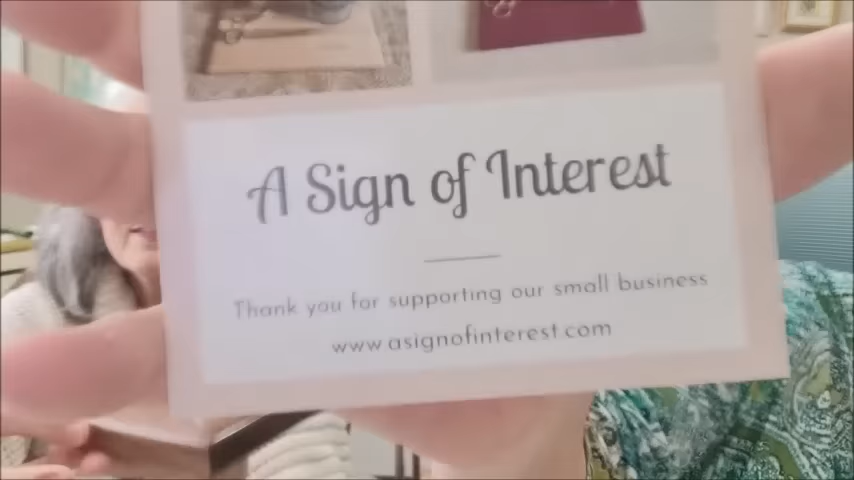 A Sign of Interest
Thank you for supporting our small business
www.asignofinterest.com